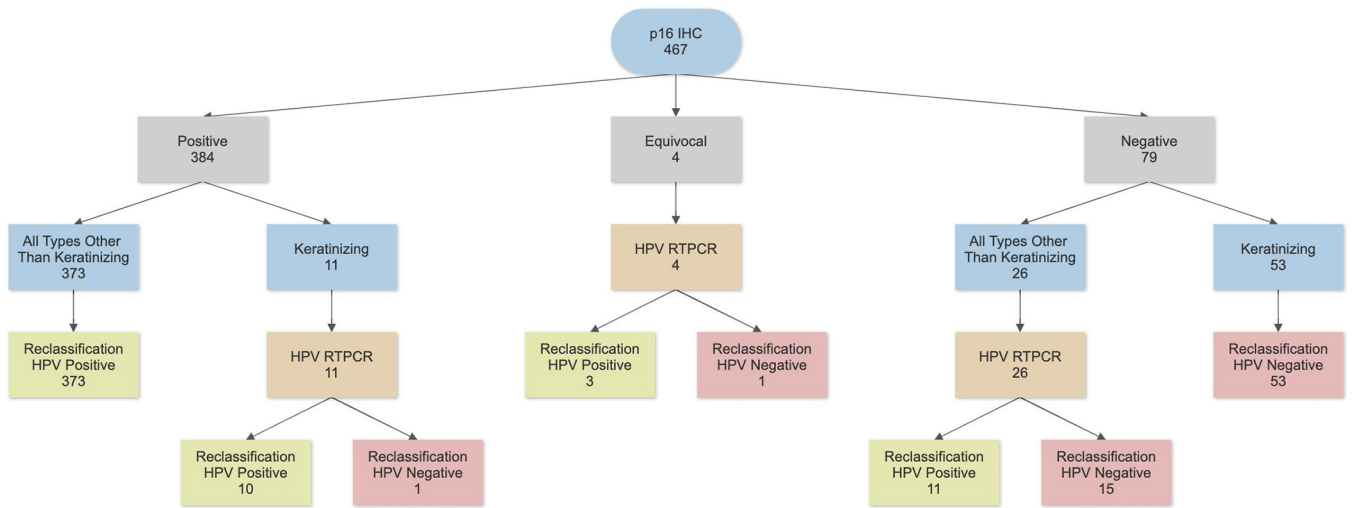 p16 IHC
467
Positive
384
Equivocal
4
Negative
79
All Types Other
Than Keratinizing
373
Keratinizing
11
HPV RTPCR
4
All Types Other
Than Keratinizing
26
Keratinizing
53
Reclassification
HPV Positive
373
HPV RTPCR
11
Reclassification
HPV Positive
3
Reclassification
HPV Negative
1
HPV RTPCR
26
Reclassification
HPV Negative
53
Reclassification
HPV Positive
10
Reclassification
HPV Negative
1
Reclassification
HPV Positive
11
Reclassification
HPV Negative
15